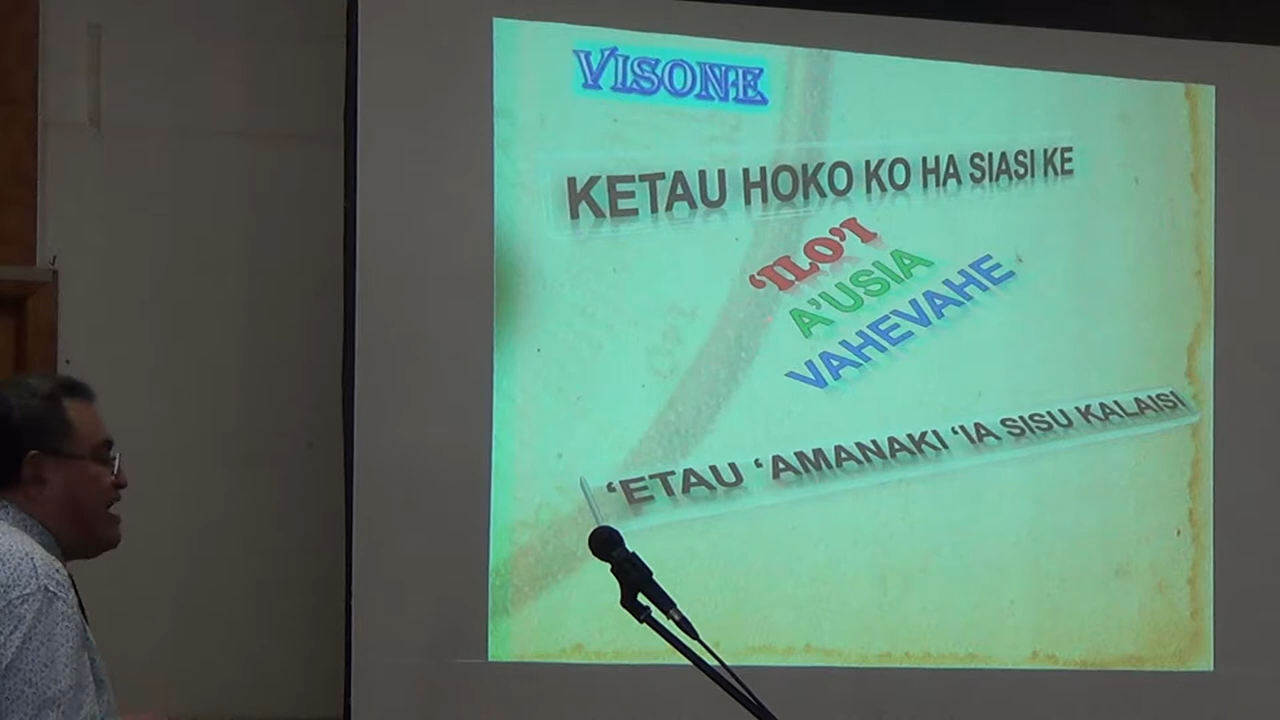 VISONE
KETAU HOKO KO HA SIASI KE
‘ILO’I
A’USIA
VAHEVAHE
‘ETAU ‘AMANAKI ‘IA SISU KALAISI